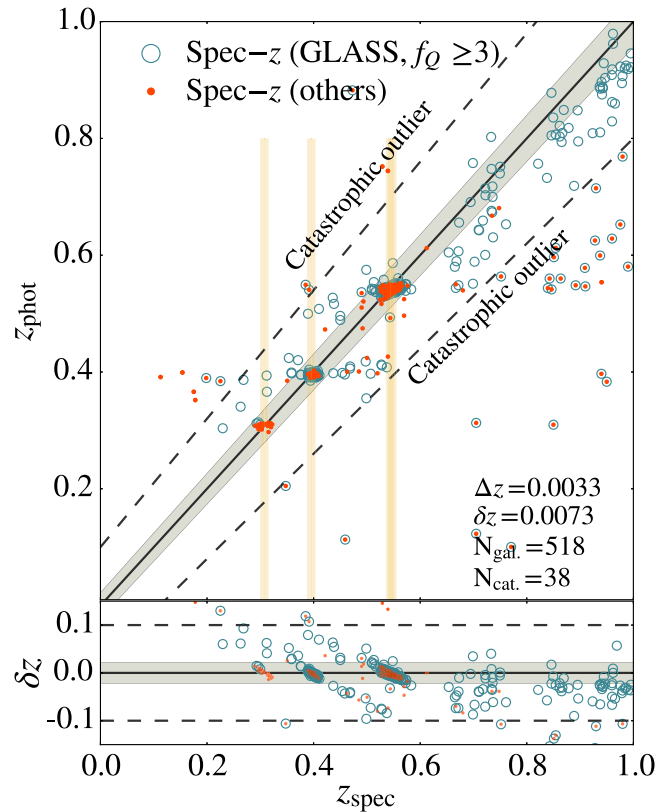 1.0
0.8
0.6
0.4
0.2
z_phot
Spec−z (GLASS, f_Q ≥3)
Spec−z (others)
Catastrophic outlier
Catastrophic outlier
Δz=0.0033
δz=0.0073
N_gal.=518
N_cat.=38
0.1
0.0
-0.1
δz
0.0 0.2 0.4 0.6 0.8 1.0
z_spec